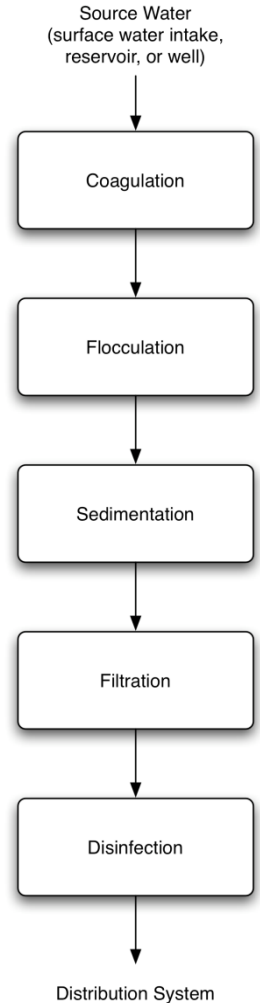 Source Water
(surface water intake,
reservoir, or well)
Coagulation
Flocculation
Sedimentation
Filtration
Disinfection
Distribution System